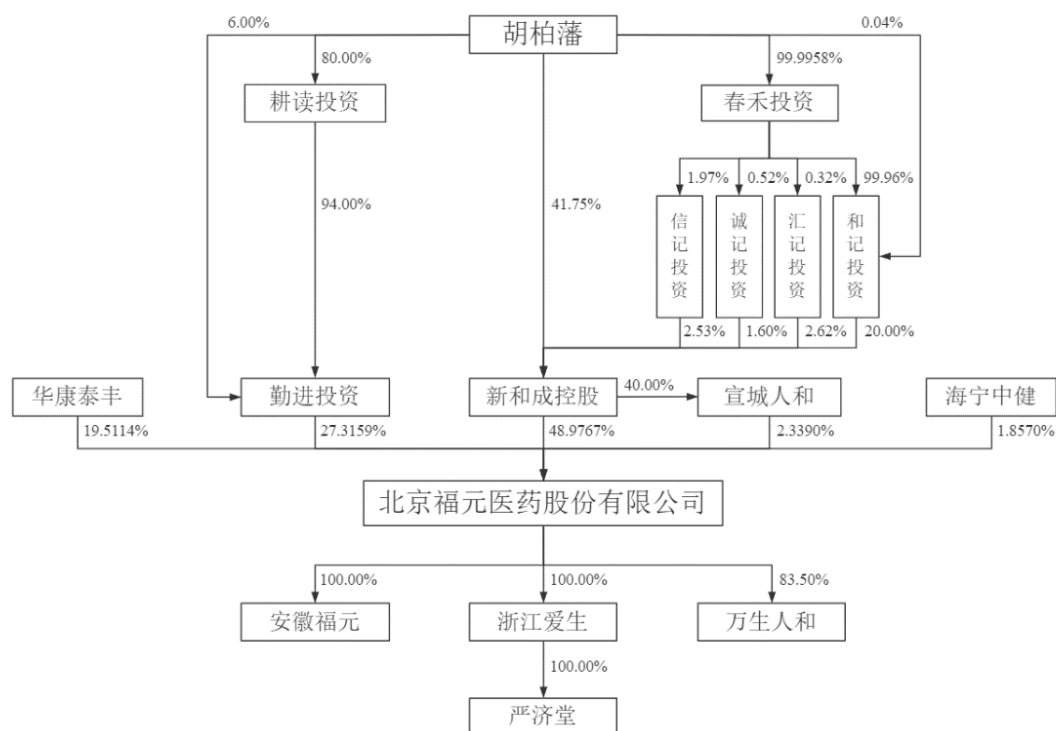 6.00%
胡柏藩
0.04%
80.00%
99.9958%
耕读投资
春禾投资
1.97%
0.52%
0.32%
99.96%
94.00%
41.75%
信记投资
诚记投资
汇记投资
和记投资
2.53%
1.60%
2.62%
20.00%
华康泰丰
勤进投资
新和成控股
40.00%
宣城人和
海宁中健
19.5114%
27.3159%
48.9767%
2.3390%
1.8570%
北京福元医药股份有限公司
100.00%
100.00%
83.50%
安徽福元
浙江爱生
万生人和
100.00%
严济堂